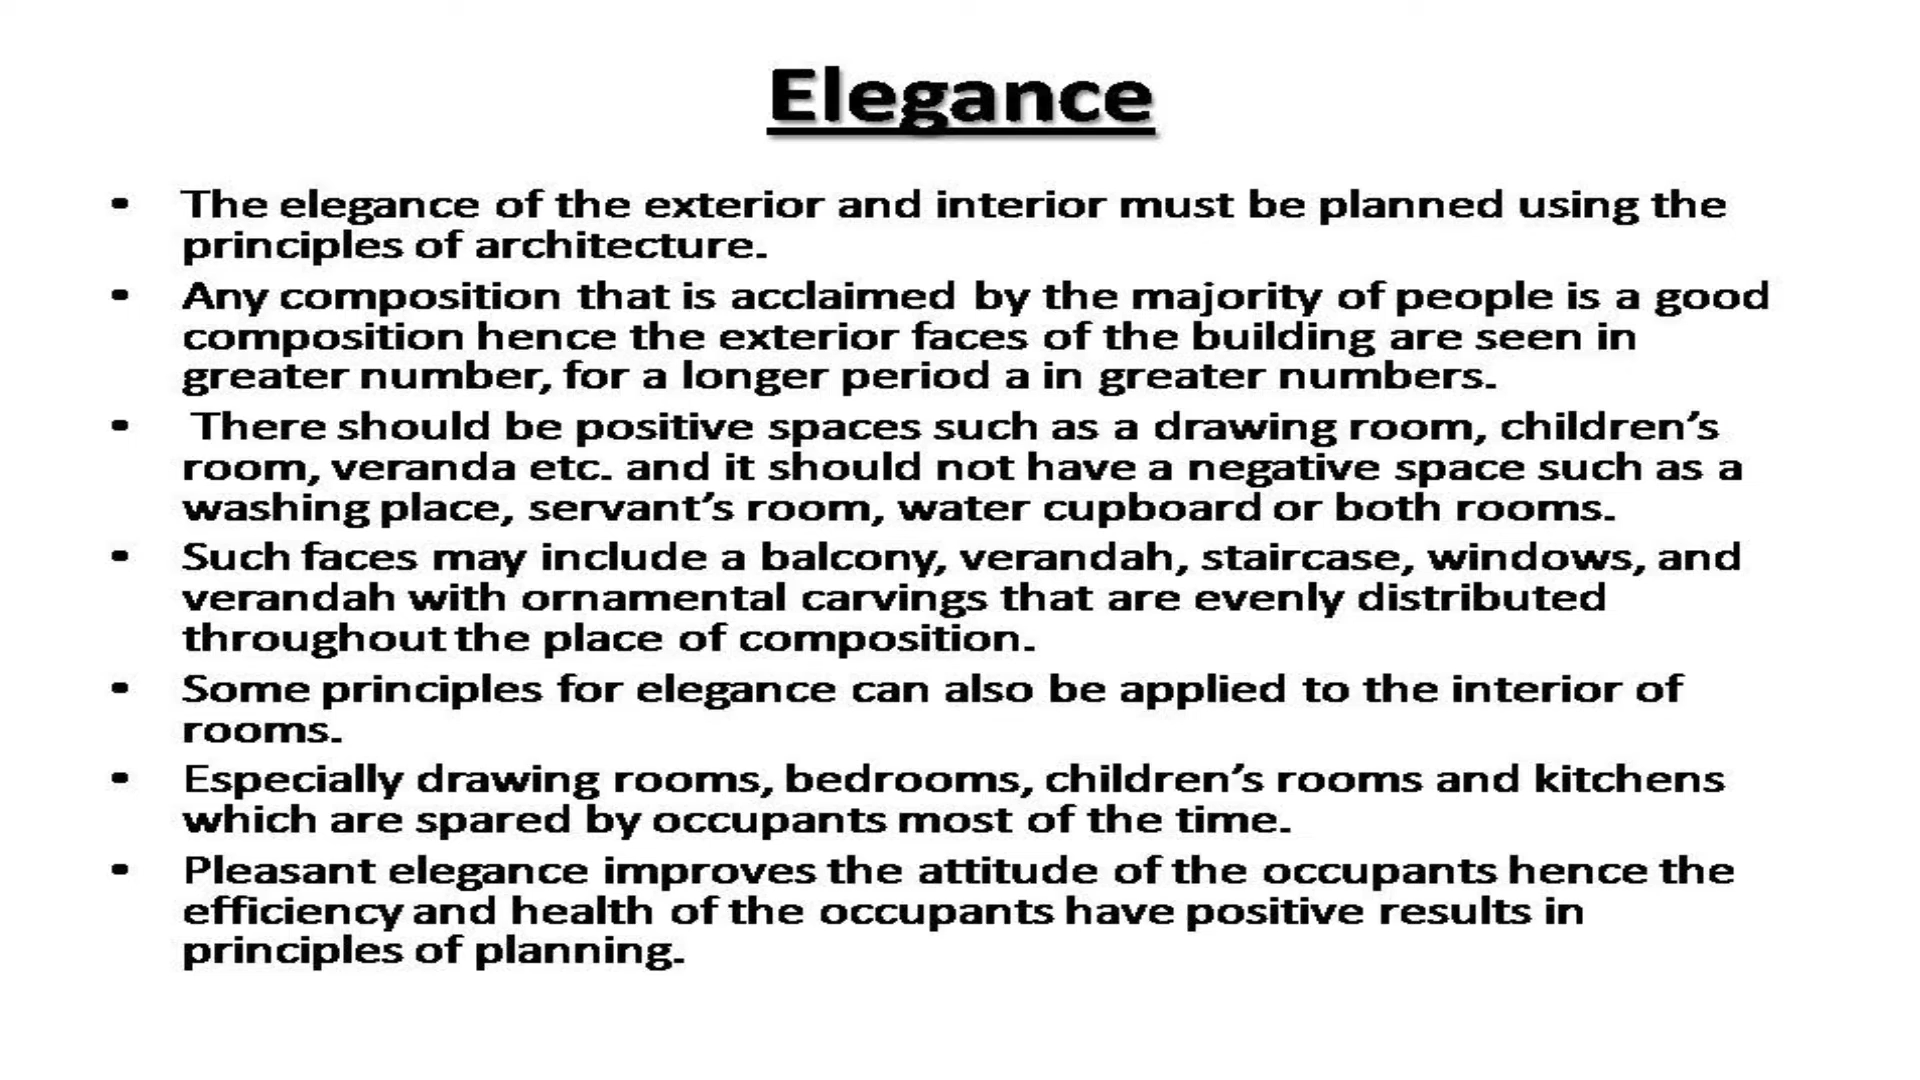 Elegance
• The elegance of the exterior and interior must be planned using the
principles of architecture.
• Any composition that is acclaimed by the majority of people is a good
composition hence the exterior faces of the building are seen in
greater number, for a longer period a in greater numbers.
• There should be positive spaces such as a drawing room, children's
room, veranda etc. and it should not have a negative space such as a
washing place, servant's room, water cupboard or both rooms.
• Such faces may include a balcony, verandah, staircase, windows, and
verandah with ornamental carvings that are evenly distributed
throughout the place of composition.
• Some principles for elegance can also be applied to the interior of
rooms.
• Especially drawing rooms, bedrooms, children's rooms and kitchens
which are spared by occupants most of the time.
• Pleasant elegance improves the attitude of the occupants hence the
efficiency and health of the occupants have positive results in
principles of planning.